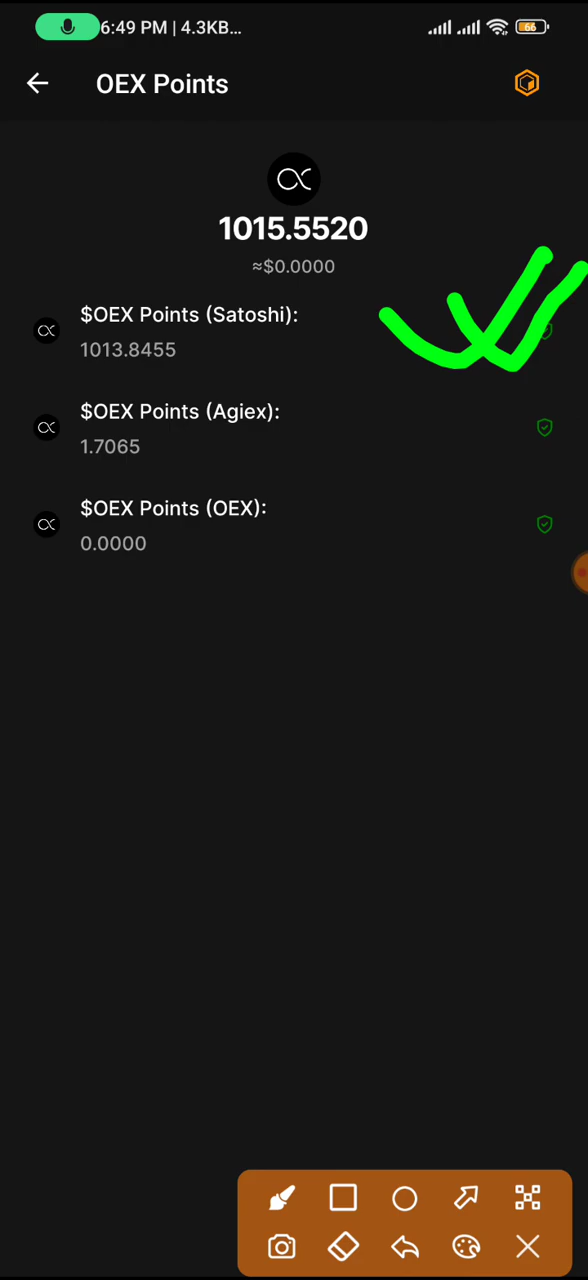 6:49 PM | 4.3KB...
66
OEX Points
1015.5520
≈$0.0000
$OEX Points (Satoshi):
1013.8455
$OEX Points (Agiex):
1.7065
$OEX Points (OEX):
0.0000